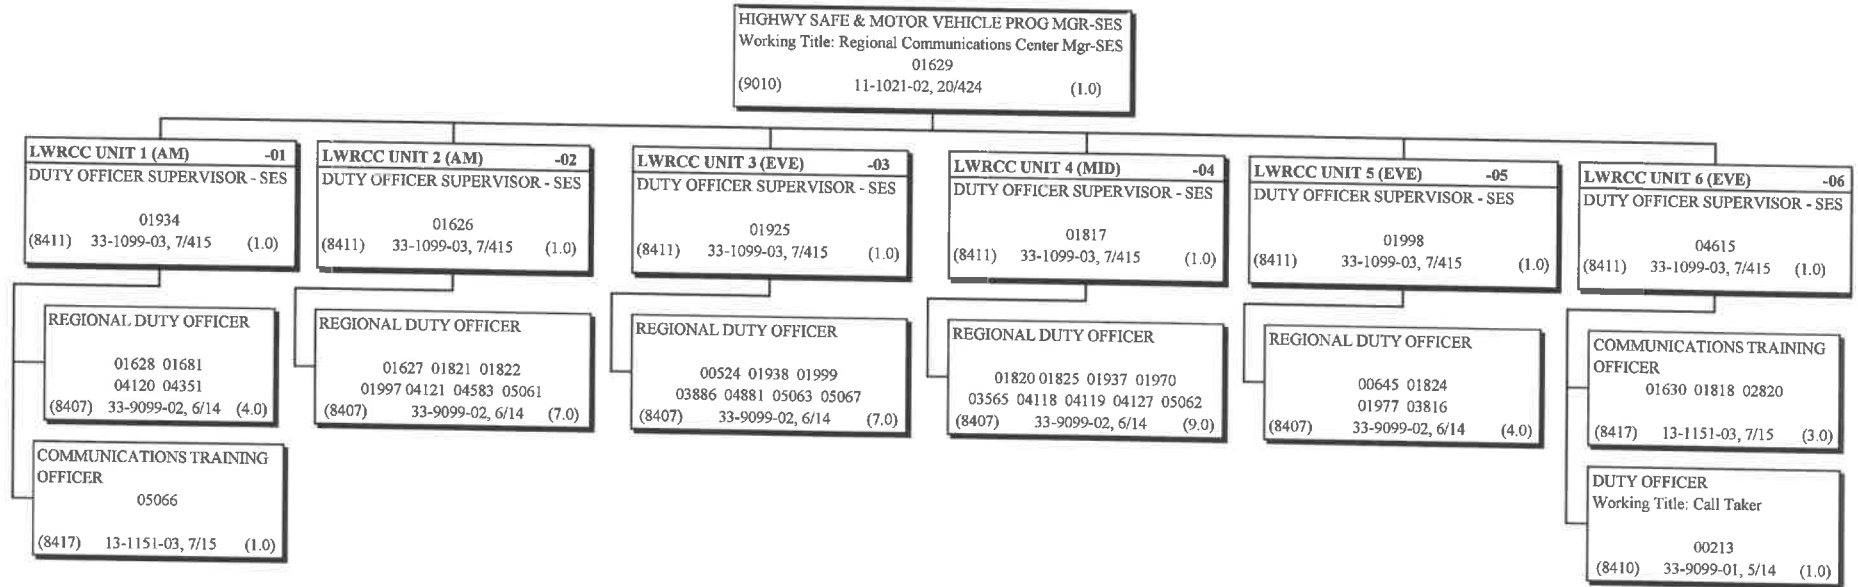 HIGHWY SAFE & MOTOR VEHICLE PROG MGR-SES
Working Title: Regional Communications Center Mgr-SES
01629
(9010) 11-1021-02, 20/424 (1.0)
LWRCC UNIT 1 (AM) -01
DUTY OFFICER SUPERVISOR - SES
01934
(8411) 33-1099-03, 7/415 (1.0)
REGIONAL DUTY OFFICER
01628 01681
04120 04351
(8407) 33-9099-02, 6/14 (4.0)
COMMUNICATIONS TRAINING
OFFICER
05066
(8417) 13-1151-03, 7/15 (1.0)
LWRCC UNIT 2 (AM) -02
DUTY OFFICER SUPERVISOR - SES
01626
(8411) 33-1099-03, 7/415 (1.0)
REGIONAL DUTY OFFICER
01627 01821 01822
01997 04121 04583 05061
(8407) 33-9099-02, 6/14 (7.0)
LWRCC UNIT 3 (EVE) -03
DUTY OFFICER SUPERVISOR - SES
01925
(8411) 33-1099-03, 7/415 (1.0)
REGIONAL DUTY OFFICER
00524 01938 01999
03886 04881 05063 05067
(8407) 33-9099-02, 6/14 (7.0)
LWRCC UNIT 4 (MID) -04
DUTY OFFICER SUPERVISOR - SES
01817
(8411) 33-1099-03, 7/415 (1.0)
REGIONAL DUTY OFFICER
01820 01825 01937 01970
03565 04118 04119 04127 05062
(8407) 33-9099-02, 6/14 (9.0)
LWRCC UNIT 5 (EVE) -05
DUTY OFFICER SUPERVISOR - SES
01998
(8411) 33-1099-03, 7/415 (1.0)
REGIONAL DUTY OFFICER
00645 01824
01977 03816
(8407) 33-9099-02, 6/14 (4.0)
LWRCC UNIT 6 (EVE) -06
DUTY OFFICER SUPERVISOR - SES
04615
(8411) 33-1099-03, 7/415 (1.0)
COMMUNICATIONS TRAINING
OFFICER
01630 01818 02820
(8417) 13-1151-03, 7/15 (3.0)
DUTY OFFICER
Working Title: Call Taker
00213
(8410) 33-9099-01, 5/14 (1.0)